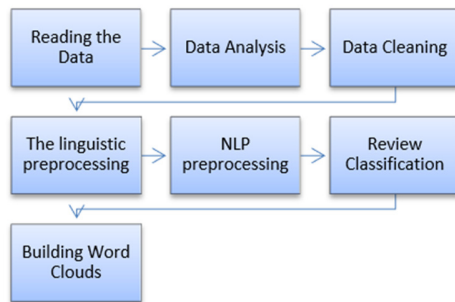 Reading the
Data
Data Analysis
Data Cleaning
The linguistic
preprocessing
NLP
preprocessing
Review
Classification
Building Word
Clouds